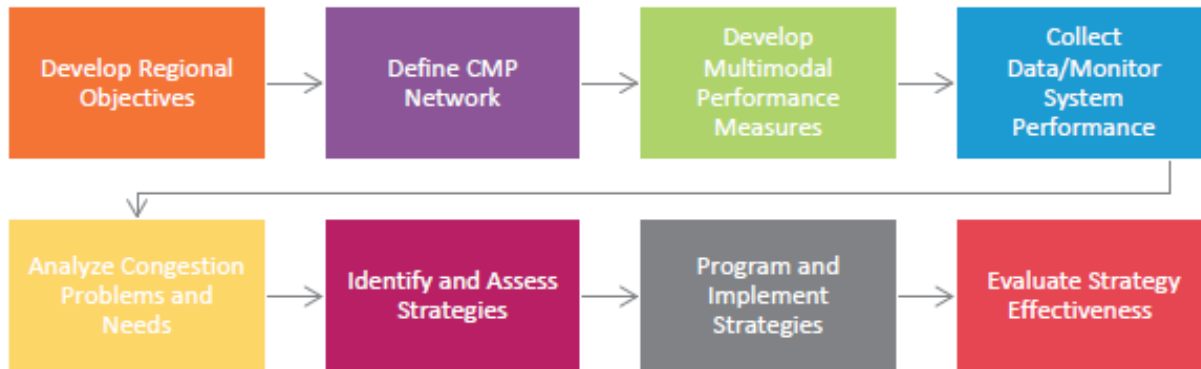 Develop Regional
Objectives
Define CMP
Network
Develop
Multimodal
Performance
Measures
Collect
Data/Monitor
System
Performance
Analyze Congestion
Problems and
Needs
Identify and Assess
Strategies
Program and
Implement
Strategies
Evaluate Strategy
Effectiveness